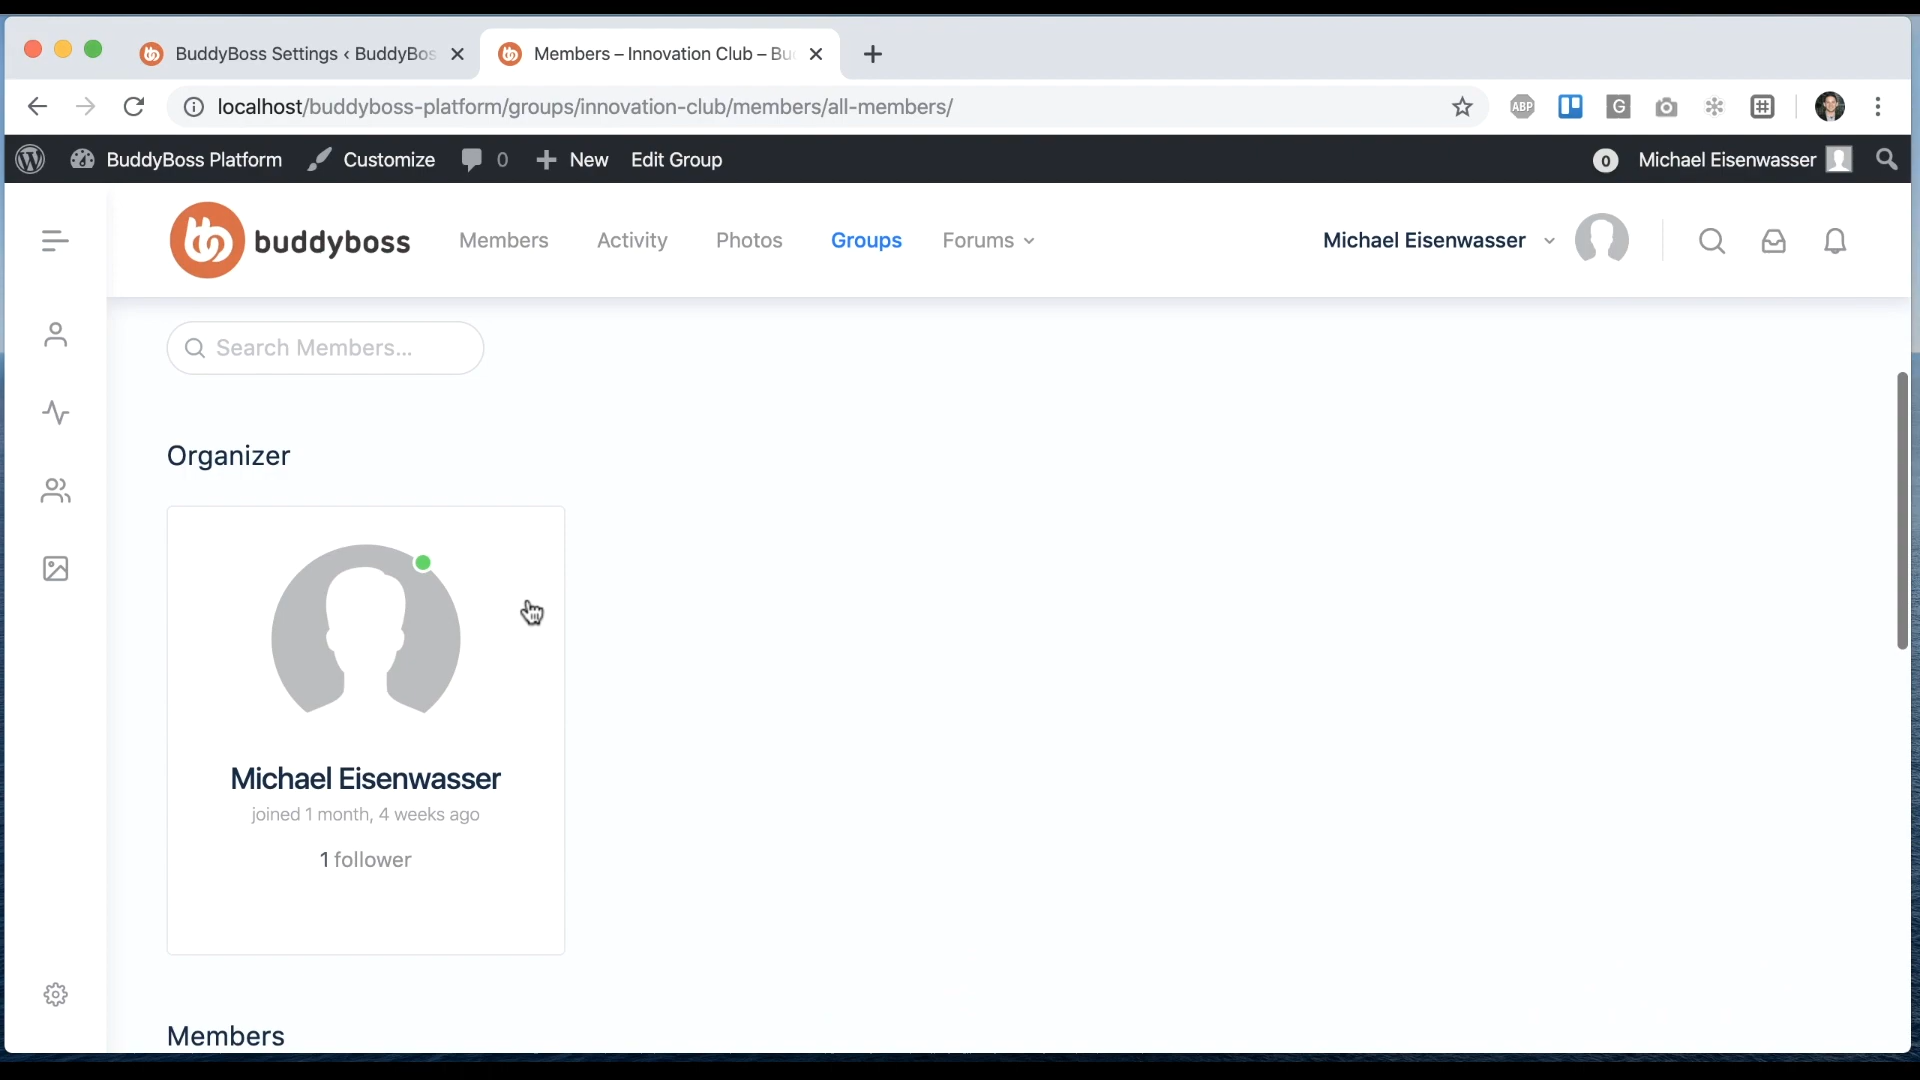 BuddyBoss Settings ‹ BuddyBos
Members – Innovation Club – Bu
localhost/buddyboss-platform/groups/innovation-club/members/all-members/
ABP
G
BuddyBoss Platform
Customize
0
New
Edit Group
0
Michael Eisenwasser
buddyboss
Members
Activity
Photos
Groups
Forums
Michael Eisenwasser
Search Members...
Organizer
Michael Eisenwasser
joined 1 month, 4 weeks ago
1 follower
Members